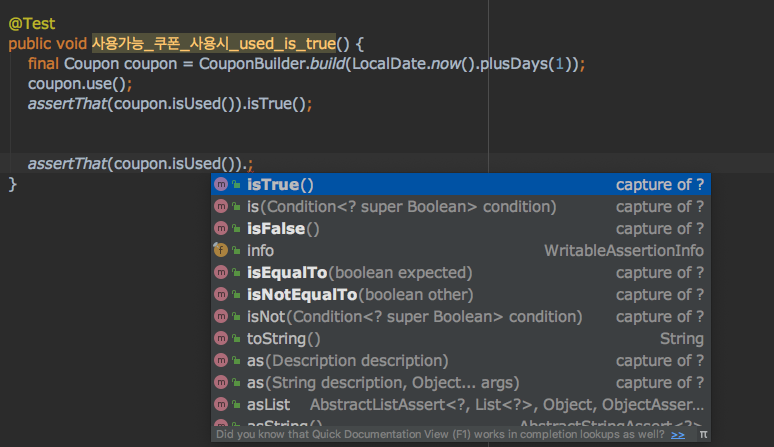 @Test
public void 사용가능_쿠폰_사용시_used_is_true() {
final Coupon coupon = CouponBuilder.build(LocalDate.now().plusDays(1));
coupon.use();
assertThat(coupon.isUsed()).isTrue();
assertThat(coupon.isUsed()).;
}
m isTrue() capture of ?
m is(Condition<? super Boolean> condition) capture of ?
m isFalse() capture of ?
f info WritableAssertionInfo
m isEqualTo(boolean expected) capture of ?
m isNotEqualTo(boolean other) capture of ?
m isNot(Condition<? super Boolean> condition) capture of ?
m toString() String
m as(Description description) capture of ?
m as(String description, Object... args) capture of ?
m asList AbstractListAssert<?, List<?>, Object, ObjectAsser...
m asString() AbstractStringAssert<?>
Did you know that Quick Documentation View (F1) works in completion lookups as well? >> π